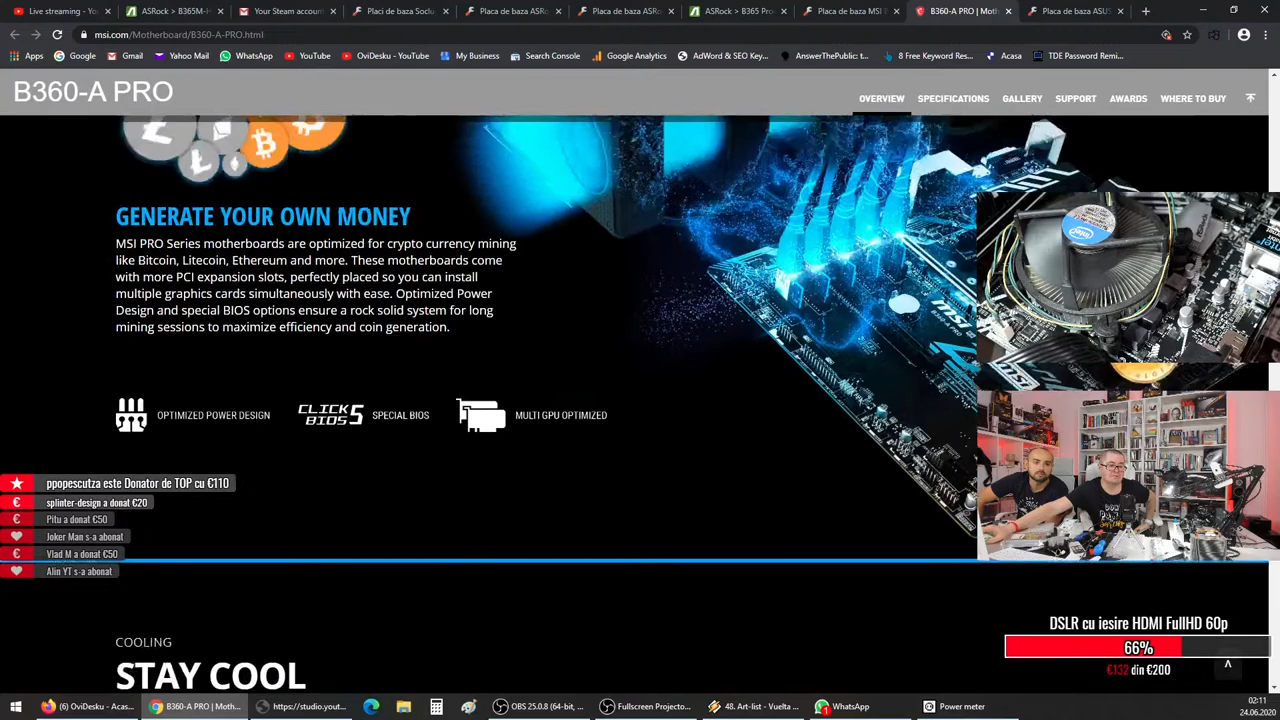 Live streaming - Yo
ASRock > B365M-H
Your Steam accoun
Placi de baza Soclu
Placa de baza ASRo
Placa de baza ASRo
ASRock > B365 Pro
Placa de baza MSI B
B360-A PRO | Moth
Placa de baza ASUS
msi.com/Motherboard/B360-A-PRO.html
Apps
Google
Gmail
Yahoo Mail
WhatsApp
YouTube
OviDesku - YouTube
My Business
Search Console
Google Analytics
AdWord & SEO Key...
AnswerThePublic: t...
8 Free Keyword Res...
Acasa
TDE Password Remi...
B360-A PRO
OVERVIEW
SPECIFICATIONS
GALLERY
SUPPORT
AWARDS
WHERE TO BUY
GENERATE YOUR OWN MONEY
MSI PRO Series motherboards are optimized for crypto currency mining
like Bitcoin, Litecoin, Ethereum and more. These motherboards come
with more PCI expansion slots, perfectly placed so you can install
multiple graphics cards simultaneously with ease. Optimized Power
Design and special BIOS options ensure a rock solid system for long
mining sessions to maximize efficiency and coin generation.
OPTIMIZED POWER DESIGN
CLICK BIOS 5
SPECIAL BIOS
MULTI GPU OPTIMIZED
intel
ppopescutza este Donator de TOP cu €110
splinter-design a donat €20
Pitu a donat €50
Joker Man s-a abonat
Vlad M a donat €50
Alin YT s-a abonat
COOLING
STAY COOL
DSLR cu iesire HDMI FullHD 60p
66%
€132 din €200
(6) OviDesku - Acas...
B360-A PRO | Moth...
https://studio.yout...
OBS 25.0.8 (64-bit, ...
Fullscreen Projecto...
48. Art-list - Vuelta ...
WhatsApp
Power meter
02:11
24.06.2020